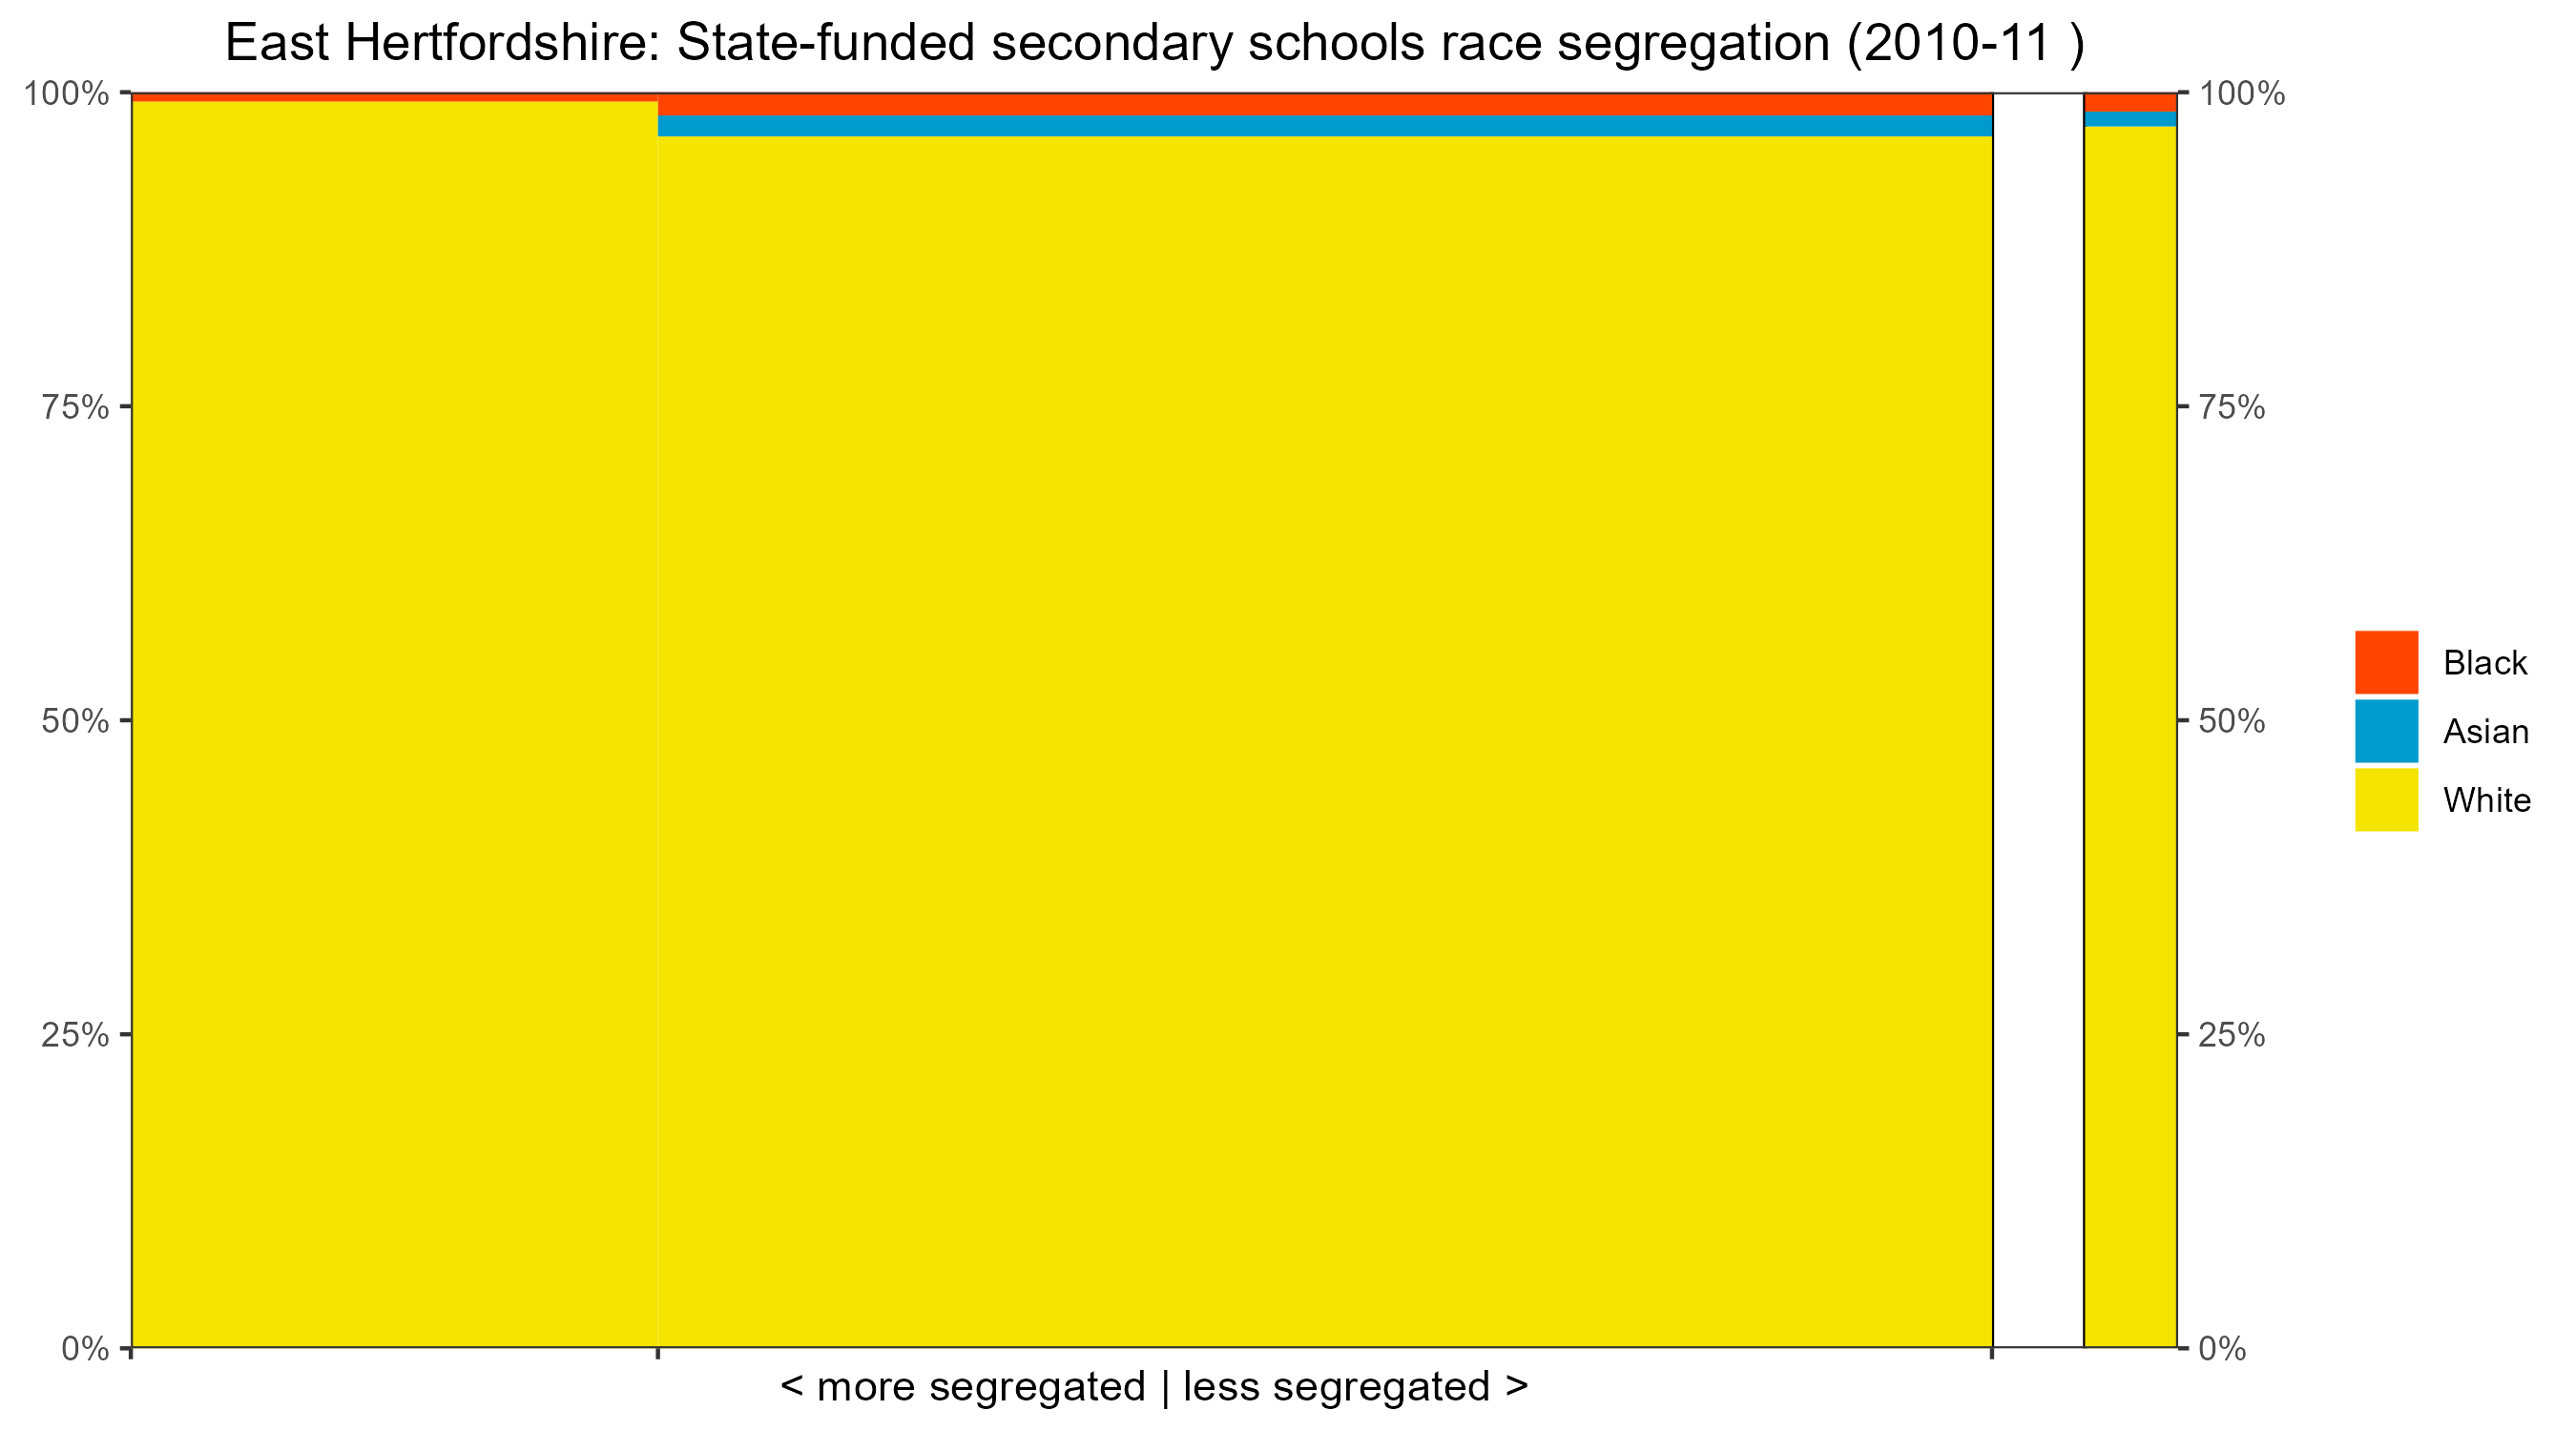 East Hertfordshire: State-funded secondary schools race segregation (2010-11 )
100%
75%
50%
25%
0%
100%
75%
50%
25%
0%
Black
Asian
White
< more segregated | less segregated >